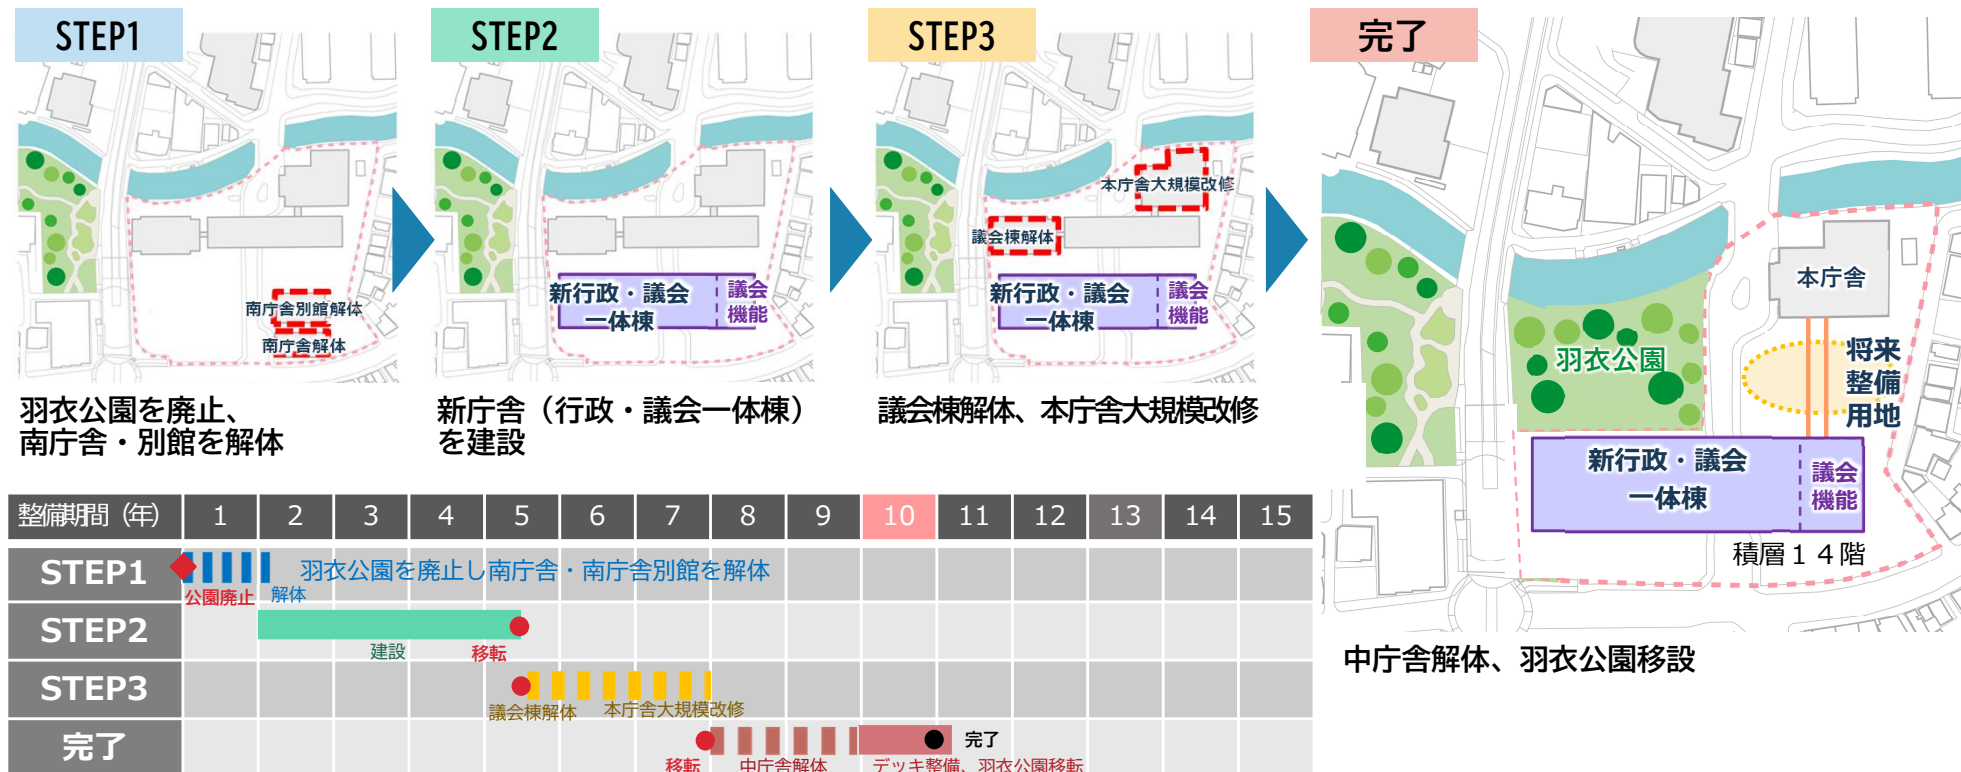 STEP1
南庁舎別館解体
南庁舎解体
羽衣公園を廃止、
南庁舎・別館を解体
STEP2
新行政・議会
一体棟
議会
機能
新庁舎（行政・議会一体棟）
を建設
STEP3
本庁舎大規模改修
議会棟解体
新行政・議会
一体棟
議会
機能
議会棟解体、本庁舎大規模改修
完了
本庁舎
羽衣公園
将来
整備
用地
新行政・議会
一体棟
議会
機能
積層１４階
中庁舎解体、羽衣公園移設
整備期間（年） 1 2 3 4 5 6 7 8 9 10 11 12 13 14 15
STEP1
羽衣公園を廃止し南庁舎・南庁舎別館を解体
公園廃止 解体
STEP2
建設 移転
STEP3
議会棟解体 本庁舎大規模改修
完了
完了
移転 中庁舎解体 デッキ整備、羽衣公園移転